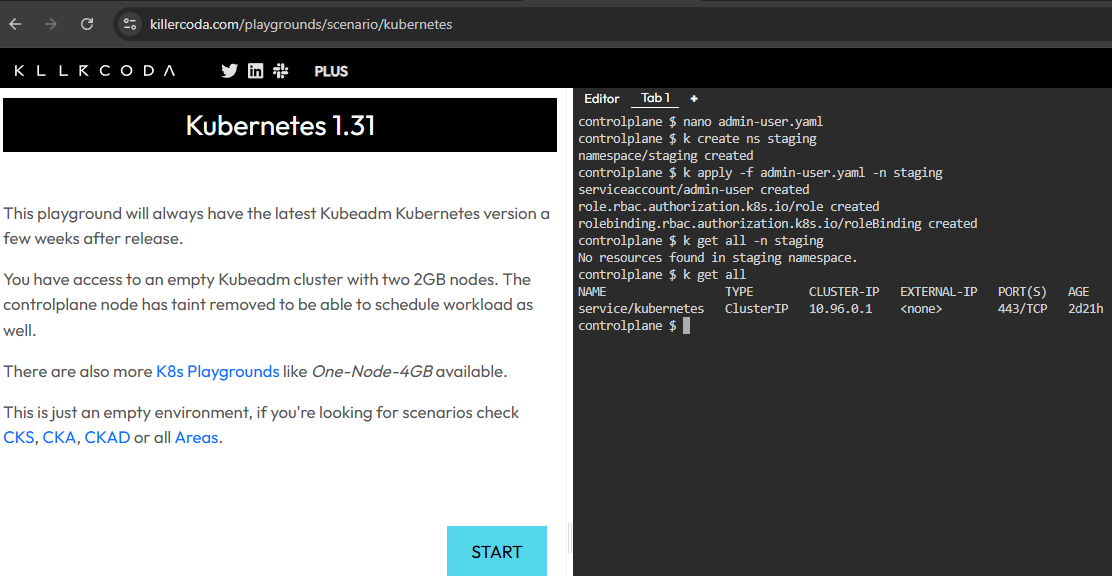 killercoda.com/playgrounds/scenario/kubernetes
KLLRCODA
PLUS
Kubernetes 1.31
This playground will always have the latest Kubeadm Kubernetes version a
few weeks after release.
You have access to an empty Kubeadm cluster with two 2GB nodes. The
controlplane node has taint removed to be able to schedule workload as
well.
There are also more K8s Playgrounds like One-Node-4GB available.
This is just an empty environment, if you're looking for scenarios check
CKS, CKA, CKAD or all Areas.
START
Editor Tab 1 +
controlplane $ nano admin-user.yaml
controlplane $ k create ns staging
namespace/staging created
controlplane $ k apply -f admin-user.yaml -n staging
serviceaccount/admin-user created
role.rbac.authorization.k8s.io/role created
rolebinding.rbac.authorization.k8s.io/roleBinding created
controlplane $ k get all -n staging
No resources found in staging namespace.
controlplane $ k get all
NAME TYPE CLUSTER-IP EXTERNAL-IP PORT(S) AGE
service/kubernetes ClusterIP 10.96.0.1 <none> 443/TCP 2d21h
controlplane $